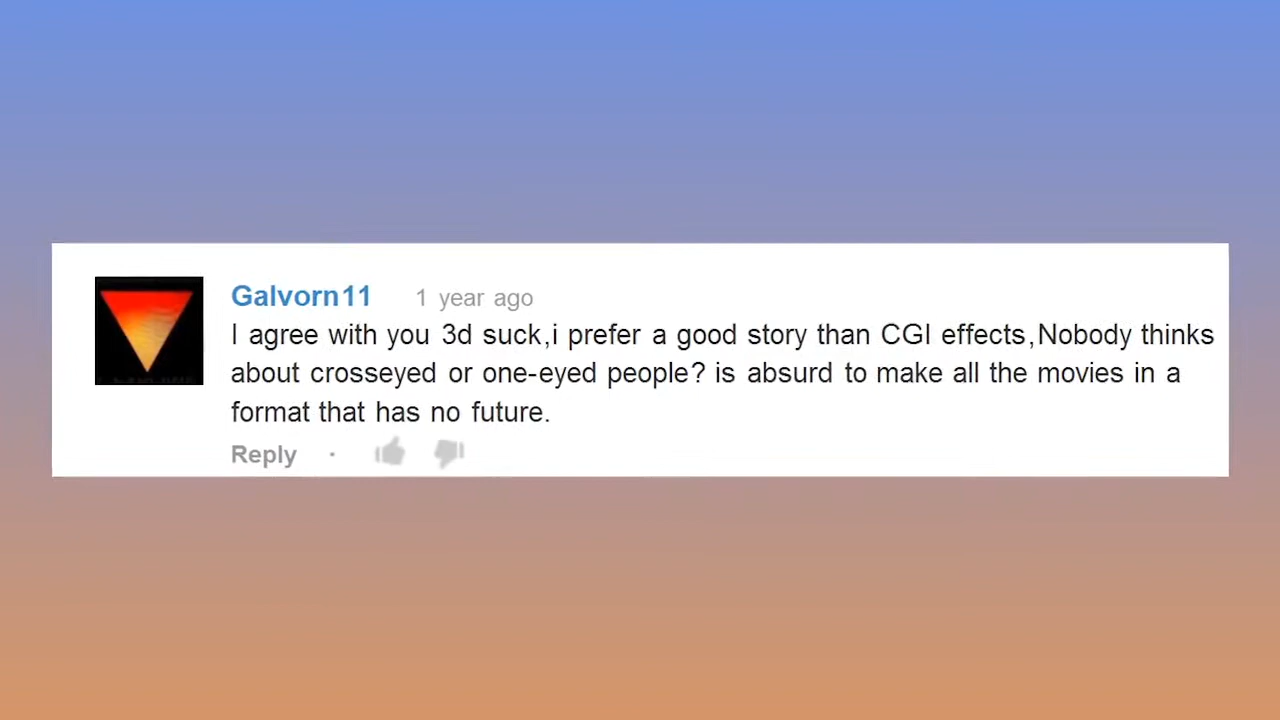 Galvorn11 1 year ago
I agree with you 3d suck,i prefer a good story than CGI effects,Nobody thinks
about crosseyed or one-eyed people? is absurd to make all the movies in a
format that has no future.
Reply ·